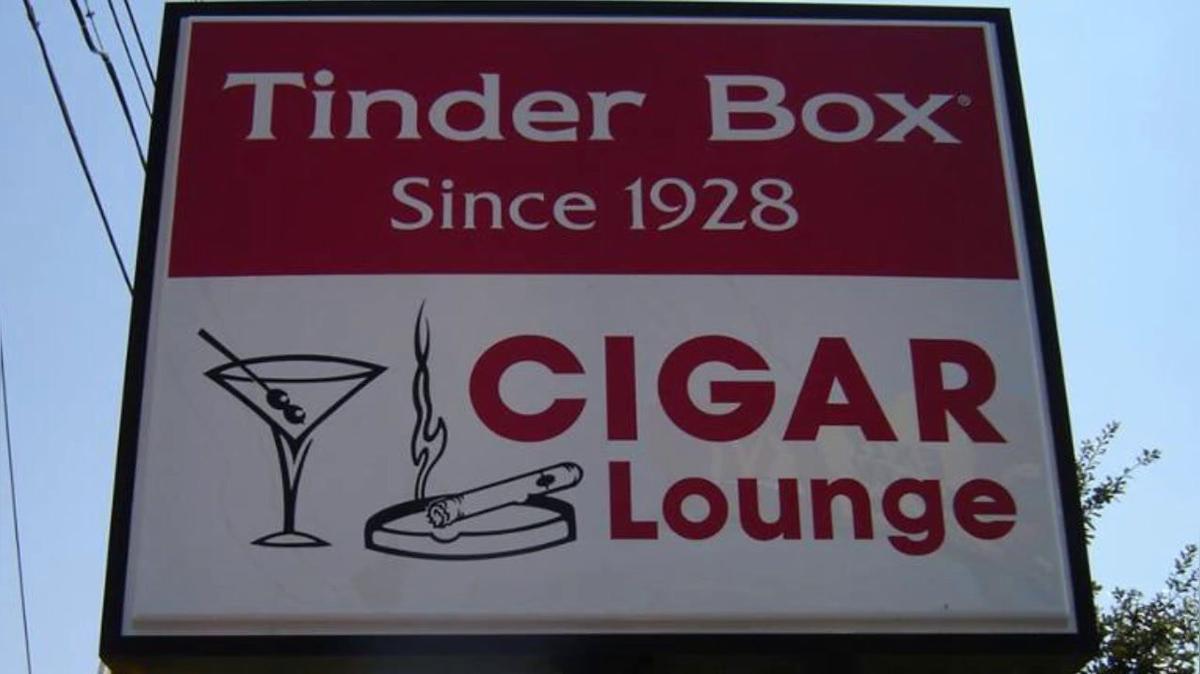 Tinder Box®
Since 1928
CIGAR
Lounge